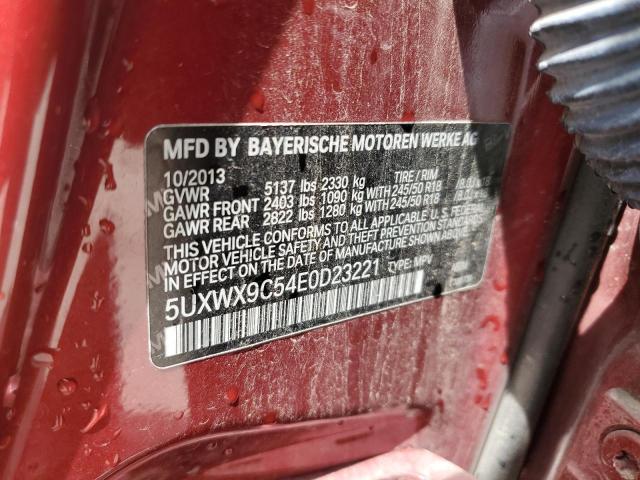 MFD BY BAYERISCHE MOTOREN WERKE AG
10/2013
GVWR 5137 lbs 2330 kg TIRE / RIM
GAWR FRONT 2403 lbs 1090 kg WITH 245/50 R18
GAWR REAR 2822 lbs 1280 kg WITH 245/50 R18
THIS VEHICLE CONFORMS TO ALL APPLICABLE U.S. FEDERAL
MOTOR VEHICLE SAFETY AND THEFT PREVENTION STANDARDS
IN EFFECT ON THE DATE OF MANUFACTURE SHOWN ABOVE.
5UXWX9C54E0D23221 TYPE: MPV